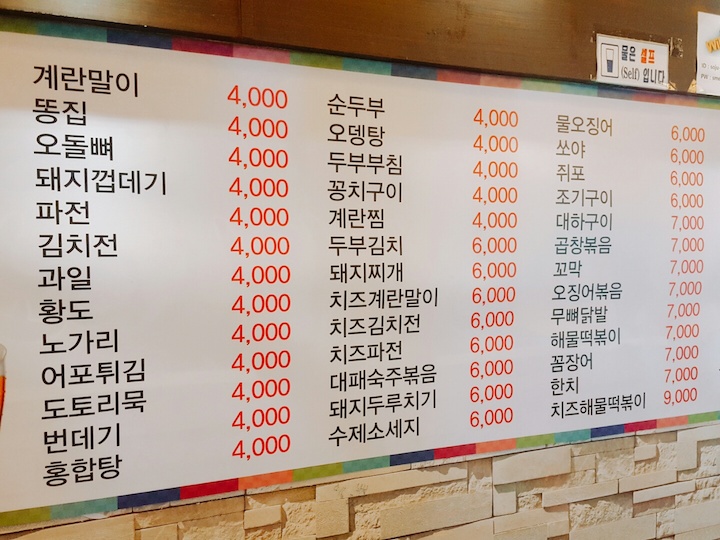 물은 셀프
(Self) 입니다
계란말이 4,000
똥집 4,000
오돌뼈 4,000
돼지껍데기 4,000
파전 4,000
김치전 4,000
과일 4,000
황도 4,000
노가리 4,000
어포튀김 4,000
도토리묵 4,000
번데기 4,000
홍합탕 4,000
순두부 4,000
오뎅탕 4,000
두부부침 4,000
꽁치구이 4,000
계란찜 4,000
두부김치 6,000
돼지찌개 6,000
치즈계란말이 6,000
치즈김치전 6,000
치즈파전 6,000
대패숙주볶음 6,000
돼지두루치기 6,000
수제소세지 6,000
물오징어 6,000
쏘야 6,000
쥐포 6,000
조기구이 6,000
대하구이 7,000
곱창볶음 7,000
꼬막 7,000
오징어볶음 7,000
무뼈닭발 7,000
해물떡볶이 7,000
꼼장어 7,000
한치 7,000
치즈해물떡볶이 9,000